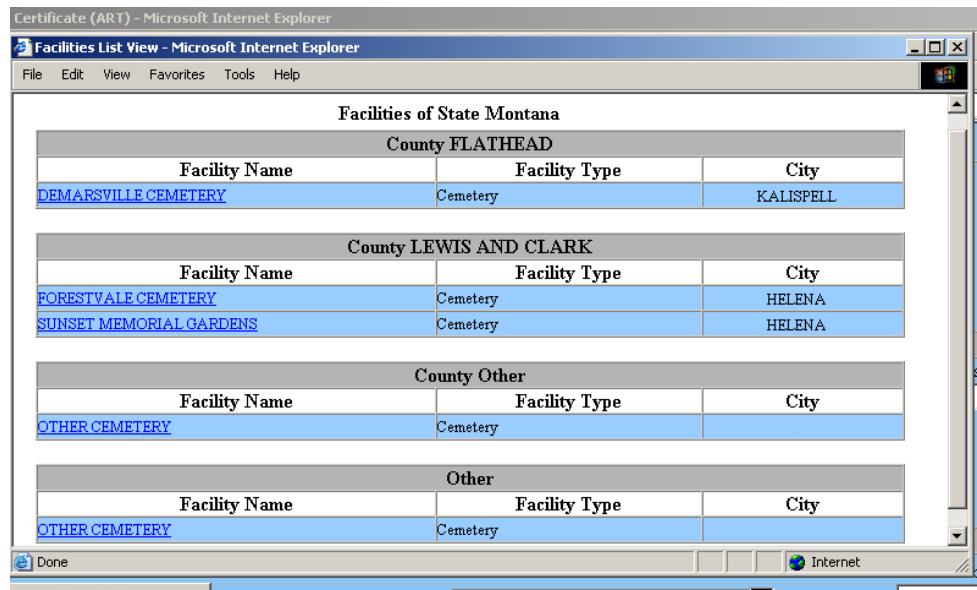 Certificate (ART) - Microsoft Internet Explorer
Facilities List View - Microsoft Internet Explorer
File Edit View Favorites Tools Help
Facilities of State Montana
County FLATHEAD
Facility Name Facility Type City
DEMARSVILLE CEMETERY Cemetery KALISPELL
County LEWIS AND CLARK
Facility Name Facility Type City
FORESTVALE CEMETERY Cemetery HELENA
SUNSET MEMORIAL GARDENS Cemetery HELENA
County Other
Facility Name Facility Type City
OTHER CEMETERY Cemetery
Other
Facility Name Facility Type City
OTHER CEMETERY Cemetery
Done Internet